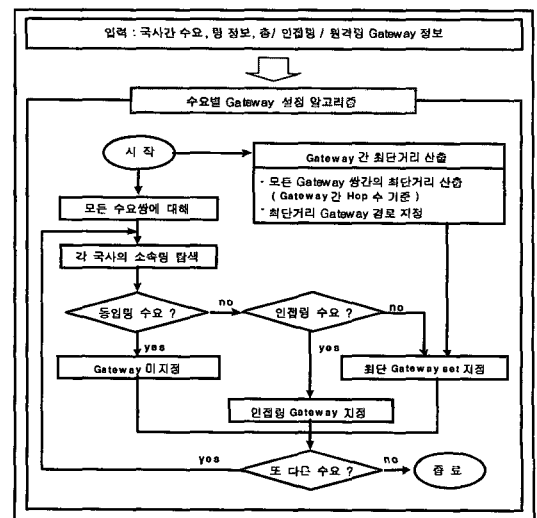 입력 : 국사간 수요, 링 정보, 총/ 인접링 / 원격링 Gateway 정보
수요별 Gateway 설정 알고리즘
시 작
Gateway 간 최단거리 산출
- 모든 Gateway 쌍간의 최단거리 산출
( Gateway 간 Hop 수 기준 )
- 최단거리 Gateway 경로 지정
모든 수요쌍에 대해
각 국사의 소속링 탐색
동일링 수요 ?
no
인접링 수요 ?
no
yes
yes
Gateway 미지정
최단 Gateway set 지정
인접링 Gateway 지정
yes
또 다른 수요 ?
no
종 료